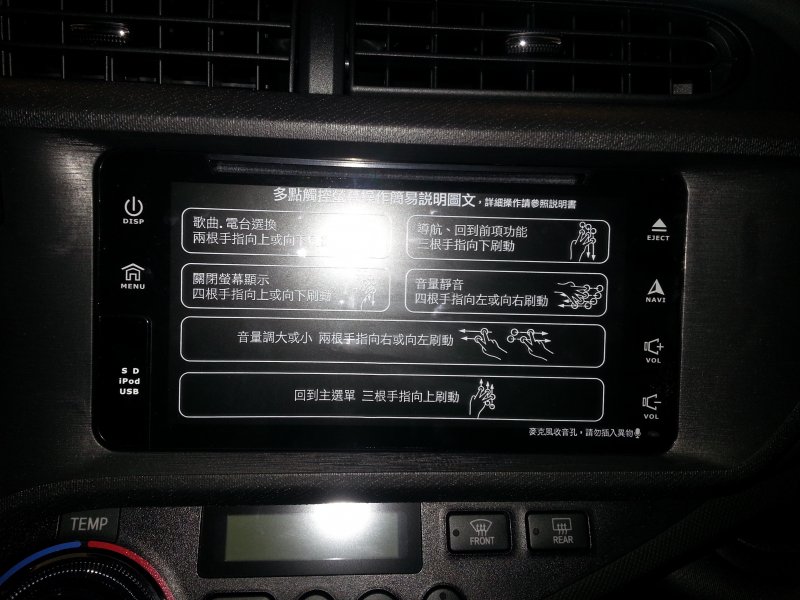 多點觸控螢幕操作簡易說明圖文，詳細操作請參照說明書
歌曲.電台選換
兩根手指向上或向下刷動
導航、回到前項功能
三根手指向下刷動
關閉螢幕顯示
四根手指向上或向下刷動
音量靜音
四根手指向左或向右刷動
音量調大或小 兩根手指向右或向左刷動
回到主選單 三根手指向上刷動
麥克風收音孔，請勿插入異物
DISP
MENU
S D
iPod
USB
EJECT
NAVI
VOL
VOL
TEMP
FRONT
REAR